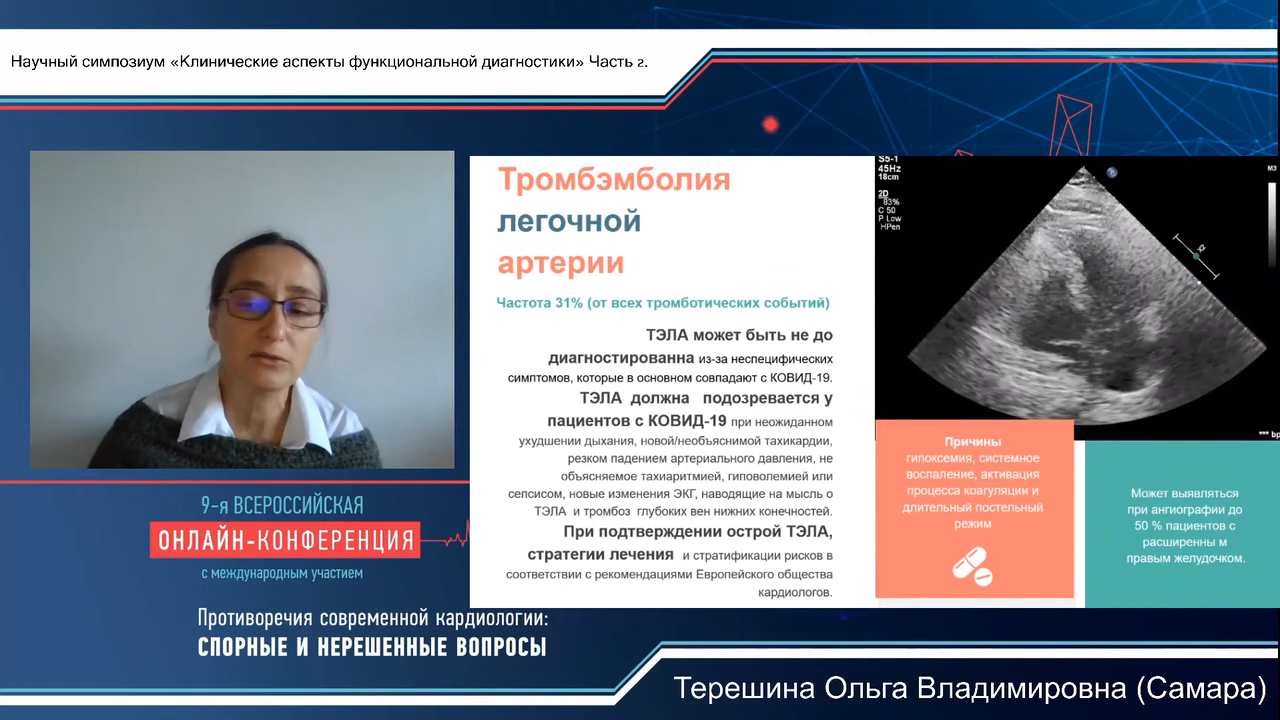 Научный симпозиум «Клинические аспекты функциональной диагностики» Часть 2.
Тромбэмболия
легочной
артерии
Частота 31% (от всех тромботических событий)
ТЭЛА может быть не до
диагностированна из-за неспецифических
симптомов, которые в основном совпадают с КОВИД-19.
ТЭЛА должна подозревается у
пациентов с КОВИД-19 при неожиданном
ухудшении дыхания, новой/необъяснимой тахикардии,
резком падением артериального давления, не
объясняемое тахиаритмией, гиповолемией или
сепсисом, новые изменения ЭКГ, наводящие на мысль о
ТЭЛА и тромбоз глубоких вен нижних конечностей.
При подтверждении острой ТЭЛА,
стратегии лечения и стратификации рисков в
соответствии с рекомендациями Европейского общества
кардиологов.
S5-1
45Hz
18cm
2D
83%
C 50
P Low
HPen
M3
x2
*** bp
Причины
гипоксемия, системное
воспаление, активация
процесса коагуляции и
длительный постельный
режим
Может выявляться
при ангиографии до
50 % пациентов с
расширенны м
правым желудочком.
9-я ВСЕРОССИЙСКАЯ
ОНЛАЙН-КОНФЕРЕНЦИЯ
с международным участием
Противоречия современной кардиологии:
СПОРНЫЕ И НЕРЕШЕННЫЕ ВОПРОСЫ
Терешина Ольга Владимировна (Самара)